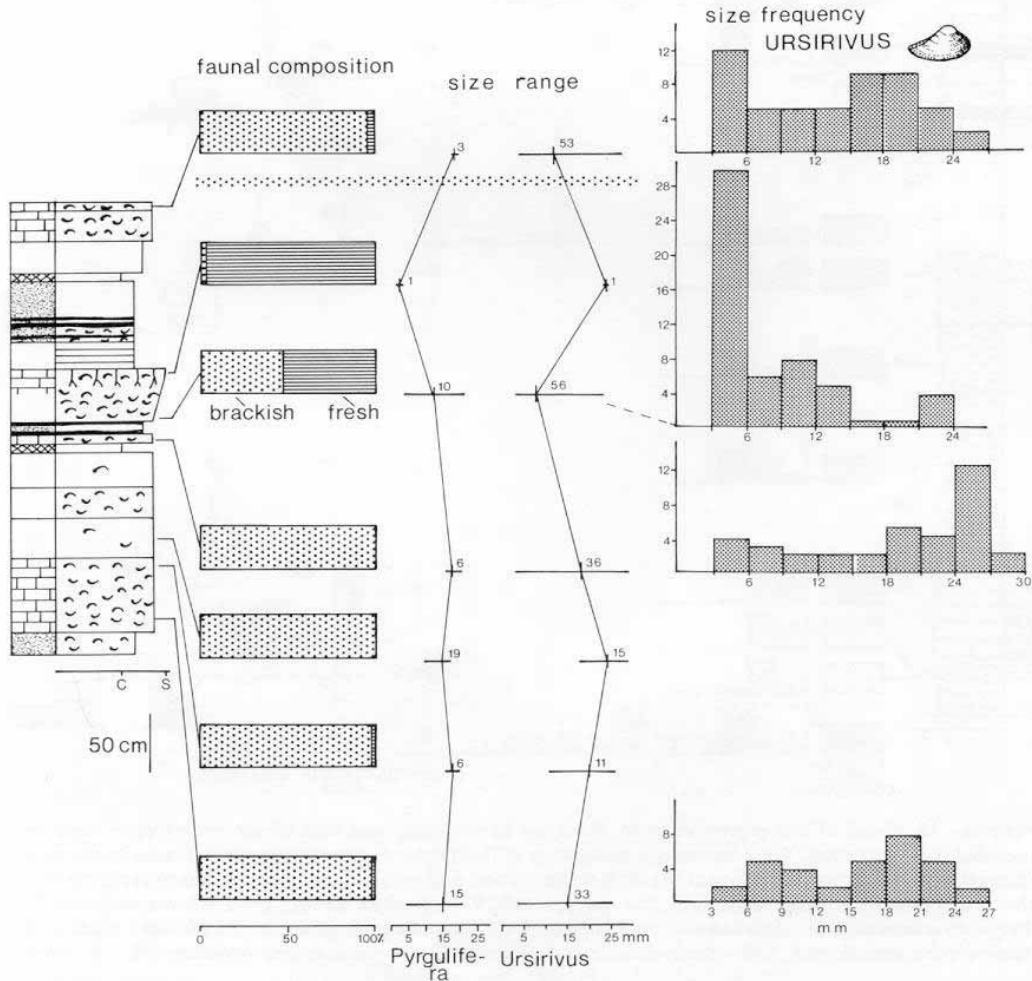 size frequency
URSIRIVUS
faunal composition
size range
12
8
4
6
12
18
24
3
53
1
1
28
24
20
16
12
8
4
6
12
18
24
10
56
brackish
fresh
12
8
4
6
12
18
24
30
6
36
19
15
C S
50 cm
6
11
8
4
3 6 9 12 15 18 21 24 27
mm
15
33
0 50 100%
5 15 25
5 15 25 mm
Pyrgulife-
ra
Ursirivus